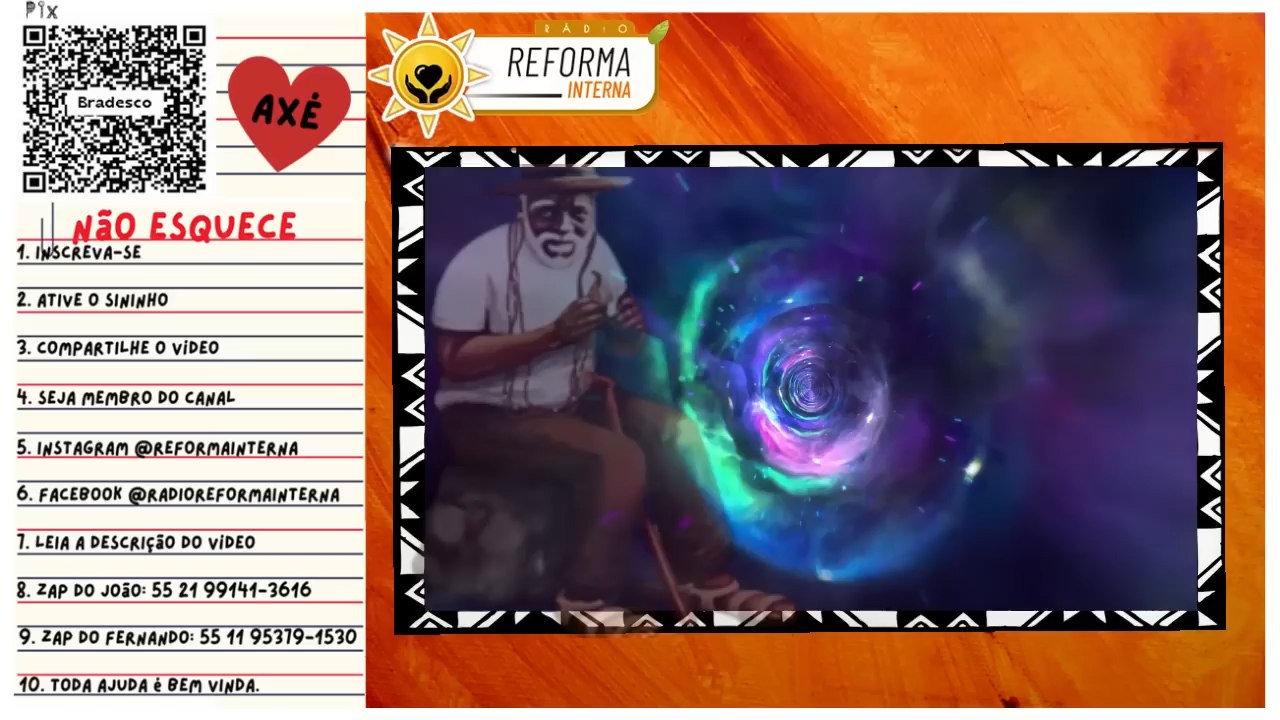 Pix
Bradesco
AXÉ
NÃO ESQUECE
1. INSCREVA-SE
2. ATIVE O SININHO
3. COMPARTILHE O VÍDEO
4. SEJA MEMBRO DO CANAL
5. INSTAGRAM @REFORMAINTERNA
6. FACEBOOK @RADIOREFORMAINTERNA
7. LEIA A DESCRIÇÃO DO VÍDEO
8. ZAP DO JOÃO: 55 21 99141-3616
9. ZAP DO FERNANDO: 55 11 95379-1530
10. TODA AJUDA É BEM VINDA.
RÁDIO
REFORMA
INTERNA